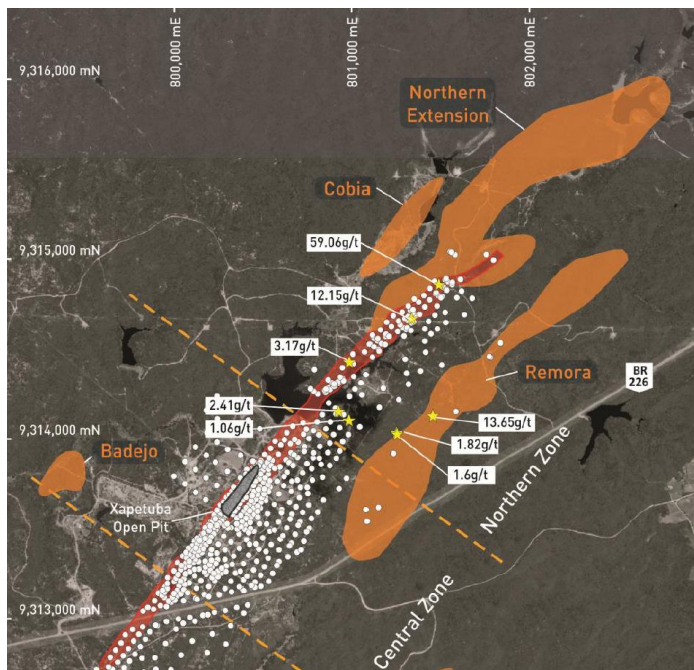 800,000 mE
801,000 mE
802,000 mE
9,316,000 mN
Northern
Extension
Cobia
59.06g/t
9,315,000 mN
12.15g/t
3.17g/t
Remora
BR
226
2.41g/t
1.06g/t
13.65g/t
9,314,000 mN
1.82g/t
Badejo
1.6g/t
Northern Zone
Xapetuba
Open Pit
9,313,000 mN
Central Zone